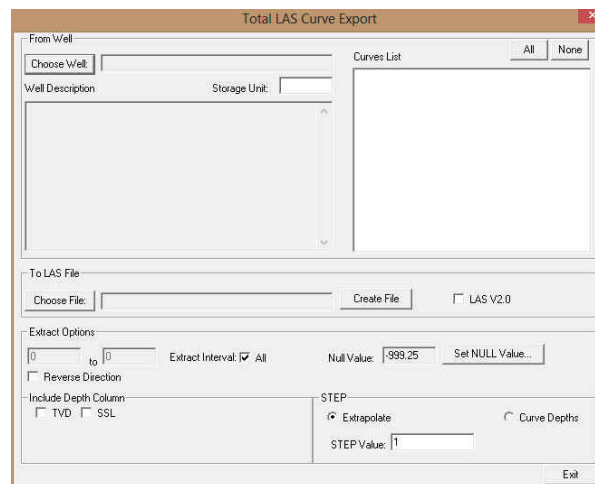 Total LAS Curve Export
From Well
Choose Well:
Curves List
All
None
Well Description
Storage Unit:
To LAS File
Choose File:
Create File
LAS V2.0
Extract Options
0 to 0
Extract Interval: All
Null Value: -999.25
Set NULL Value...
Reverse Direction
Include Depth Column
TVD SSL
STEP
Extrapolate
Curve Depths
STEP Value: 1
Exit